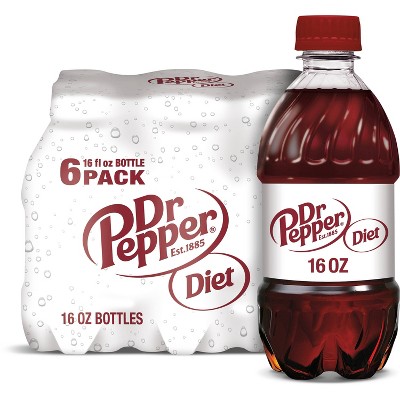 6 16 fl oz BOTTLE
PACK
Dr
Pepper®
Est.1885
Diet
16 OZ BOTTLES
Dr
Pepper®
Est.1885
Diet
16 OZ